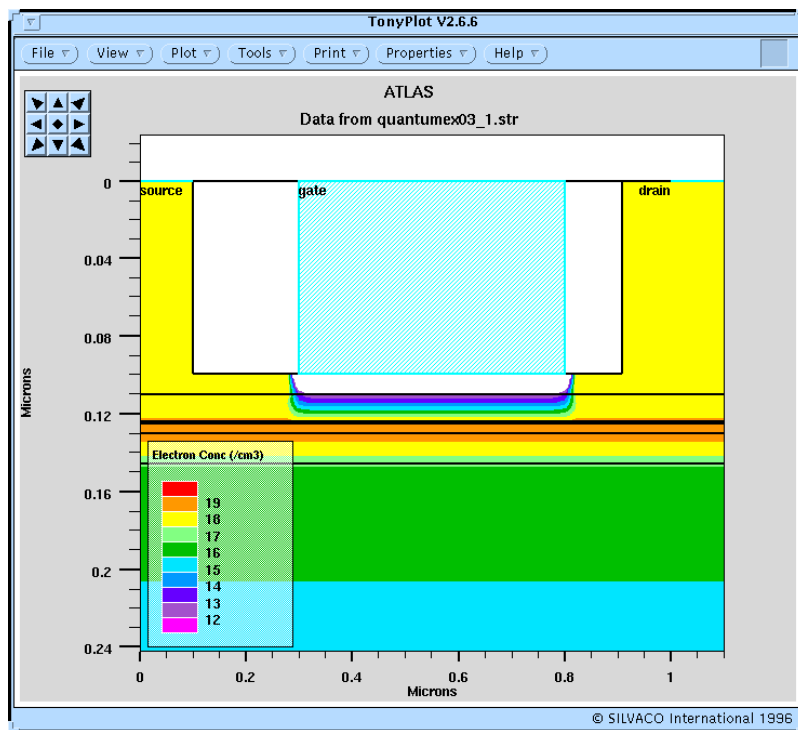 TonyPlot V2.6.6
File View Plot Tools Print Properties Help
ATLAS
Data from quantumex03_1.str
source gate drain
0
0.04
0.08
0.12
0.16
0.2
0.24
Microns
Electron Conc (/cm3)
19
18
17
16
15
14
13
12
0 0.2 0.4 0.6 0.8 1
Microns
© SILVACO International 1996